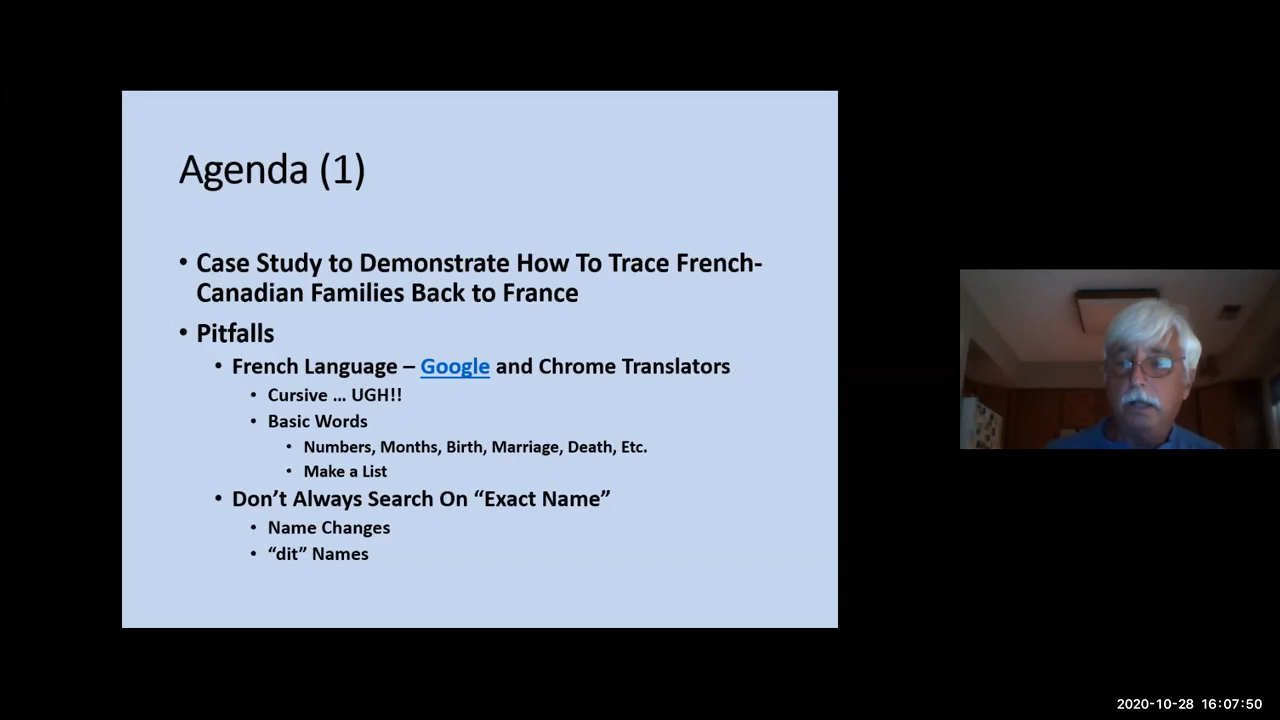 Agenda (1)
• Case Study to Demonstrate How To Trace French-
Canadian Families Back to France
• Pitfalls
• French Language – Google and Chrome Translators
• Cursive … UGH!!
• Basic Words
• Numbers, Months, Birth, Marriage, Death, Etc.
• Make a List
• Don’t Always Search On “Exact Name”
• Name Changes
• “dit” Names
2020-10-28 16:07:50